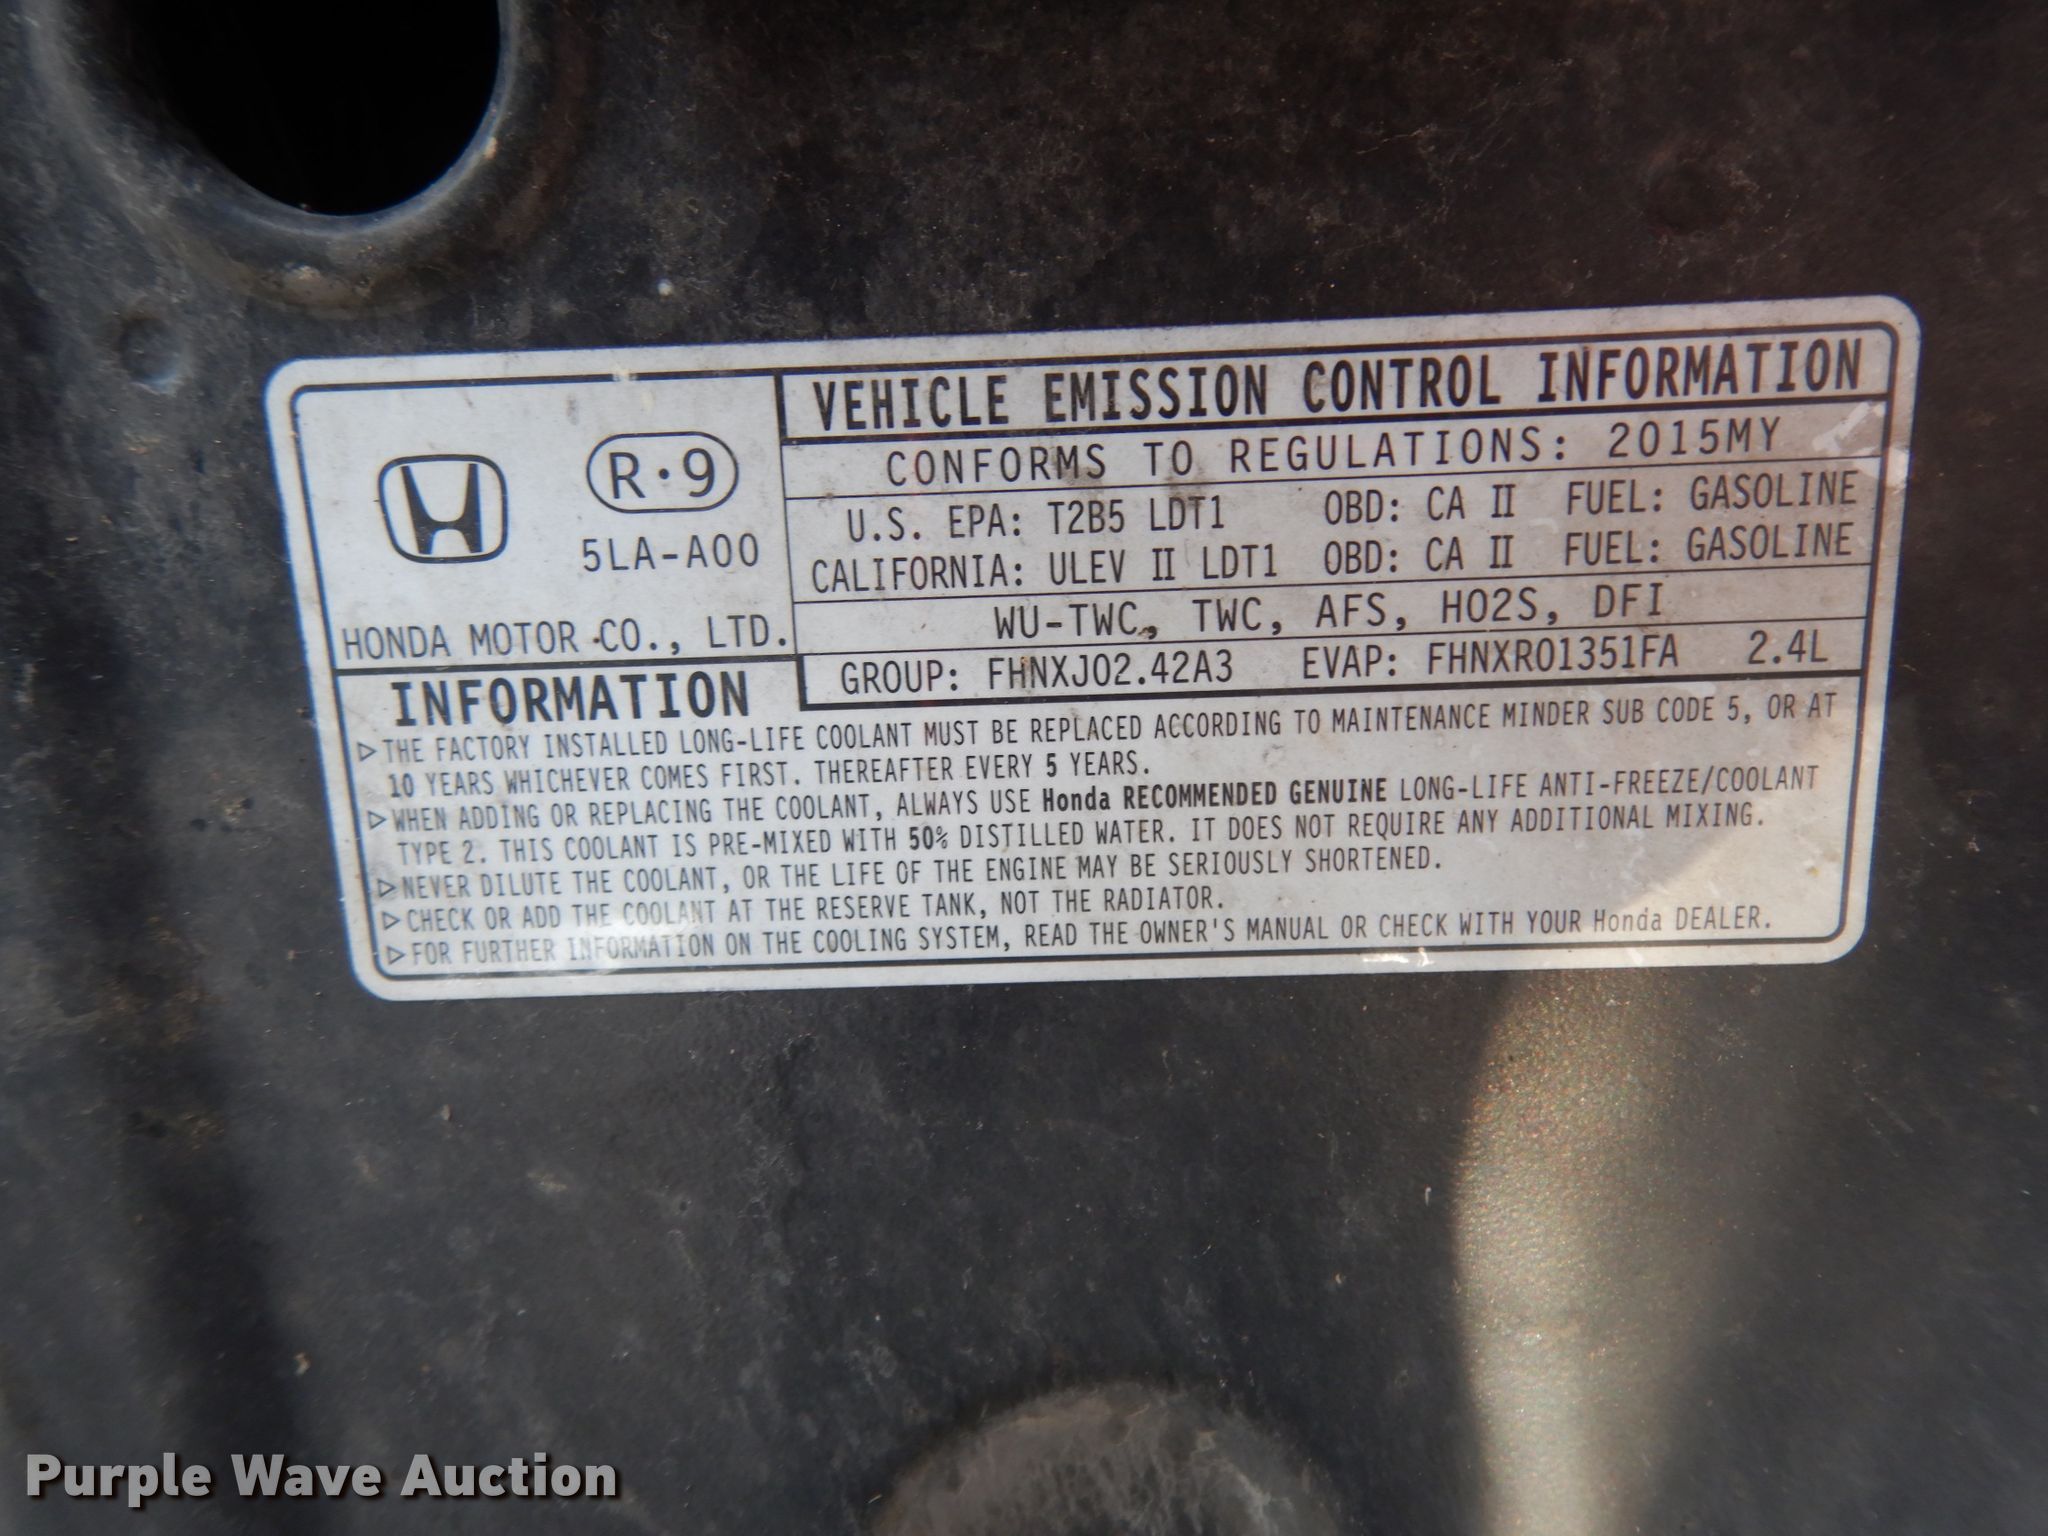 R·9
5LA-A00
HONDA MOTOR CO., LTD.
VEHICLE EMISSION CONTROL INFORMATION
CONFORMS TO REGULATIONS: 2015MY
U.S. EPA: T2B5 LDT1 OBD: CA II FUEL: GASOLINE
CALIFORNIA: ULEV II LDT1 OBD: CA II FUEL: GASOLINE
WU-TWC, TWC, AFS, HO2S, DFI
GROUP: FHNXJ02.42A3 EVAP: FHNXR01351FA 2.4L
INFORMATION
▷THE FACTORY INSTALLED LONG-LIFE COOLANT MUST BE REPLACED ACCORDING TO MAINTENANCE MINDER SUB CODE 5, OR AT
10 YEARS WHICHEVER COMES FIRST. THEREAFTER EVERY 5 YEARS.
▷WHEN ADDING OR REPLACING THE COOLANT, ALWAYS USE Honda RECOMMENDED GENUINE LONG-LIFE ANTI-FREEZE/COOLANT
TYPE 2. THIS COOLANT IS PRE-MIXED WITH 50% DISTILLED WATER. IT DOES NOT REQUIRE ANY ADDITIONAL MIXING.
▷NEVER DILUTE THE COOLANT, OR THE LIFE OF THE ENGINE MAY BE SERIOUSLY SHORTENED.
▷CHECK OR ADD THE COOLANT AT THE RESERVE TANK, NOT THE RADIATOR.
▷FOR FURTHER INFORMATION ON THE COOLING SYSTEM, READ THE OWNER'S MANUAL OR CHECK WITH YOUR Honda DEALER.
Purple Wave Auction